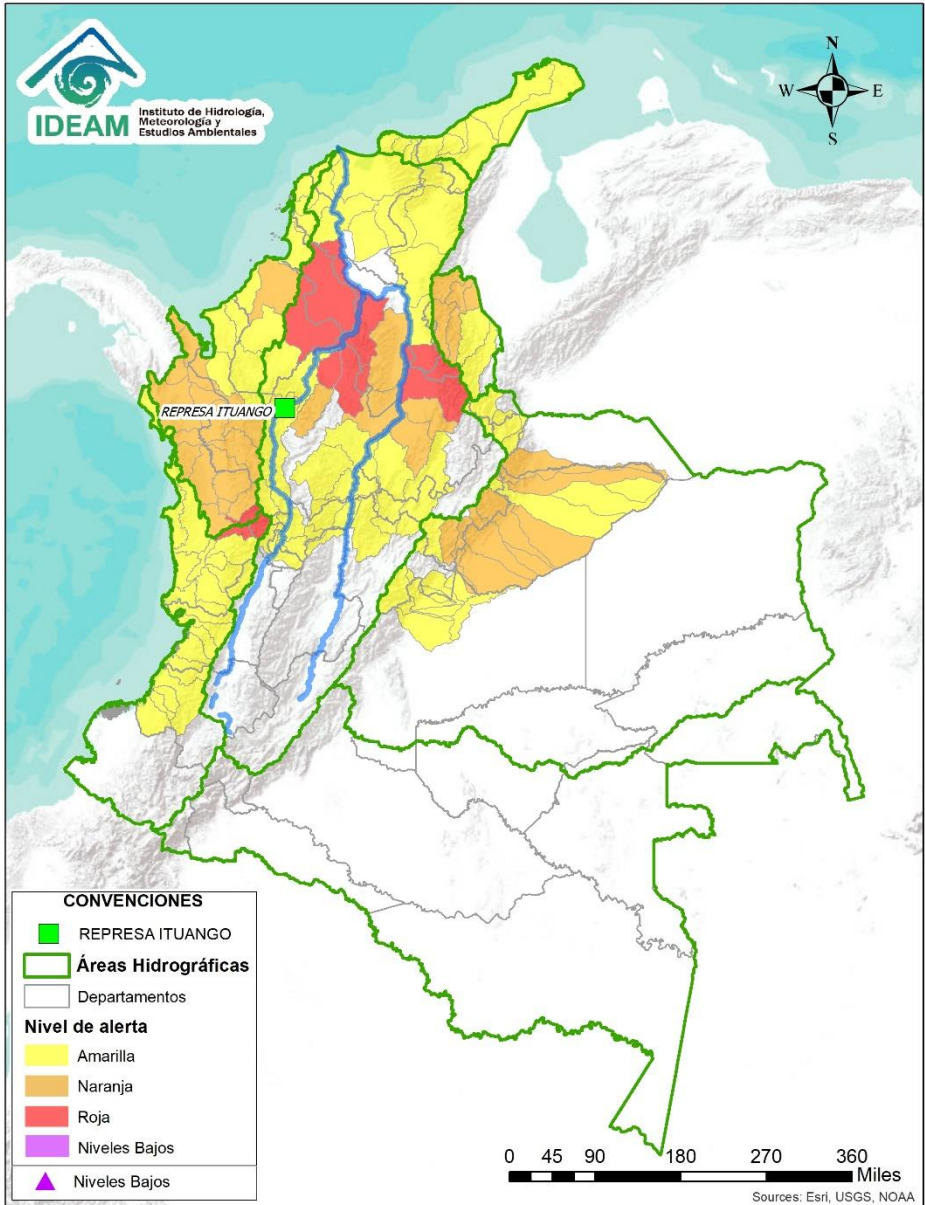 IDEAM
Instituto de Hidrología,
Meteorología y
Estudios Ambientales
N
W E
S
REPRESA ITUANGO
CONVENCIONES
REPRESA ITUANGO
Áreas Hidrográficas
Departamentos
Nivel de alerta
Amarilla
Naranja
Roja
Niveles Bajos
Niveles Bajos
0 45 90 180 270 360
Miles
Sources: Esri, USGS, NOAA